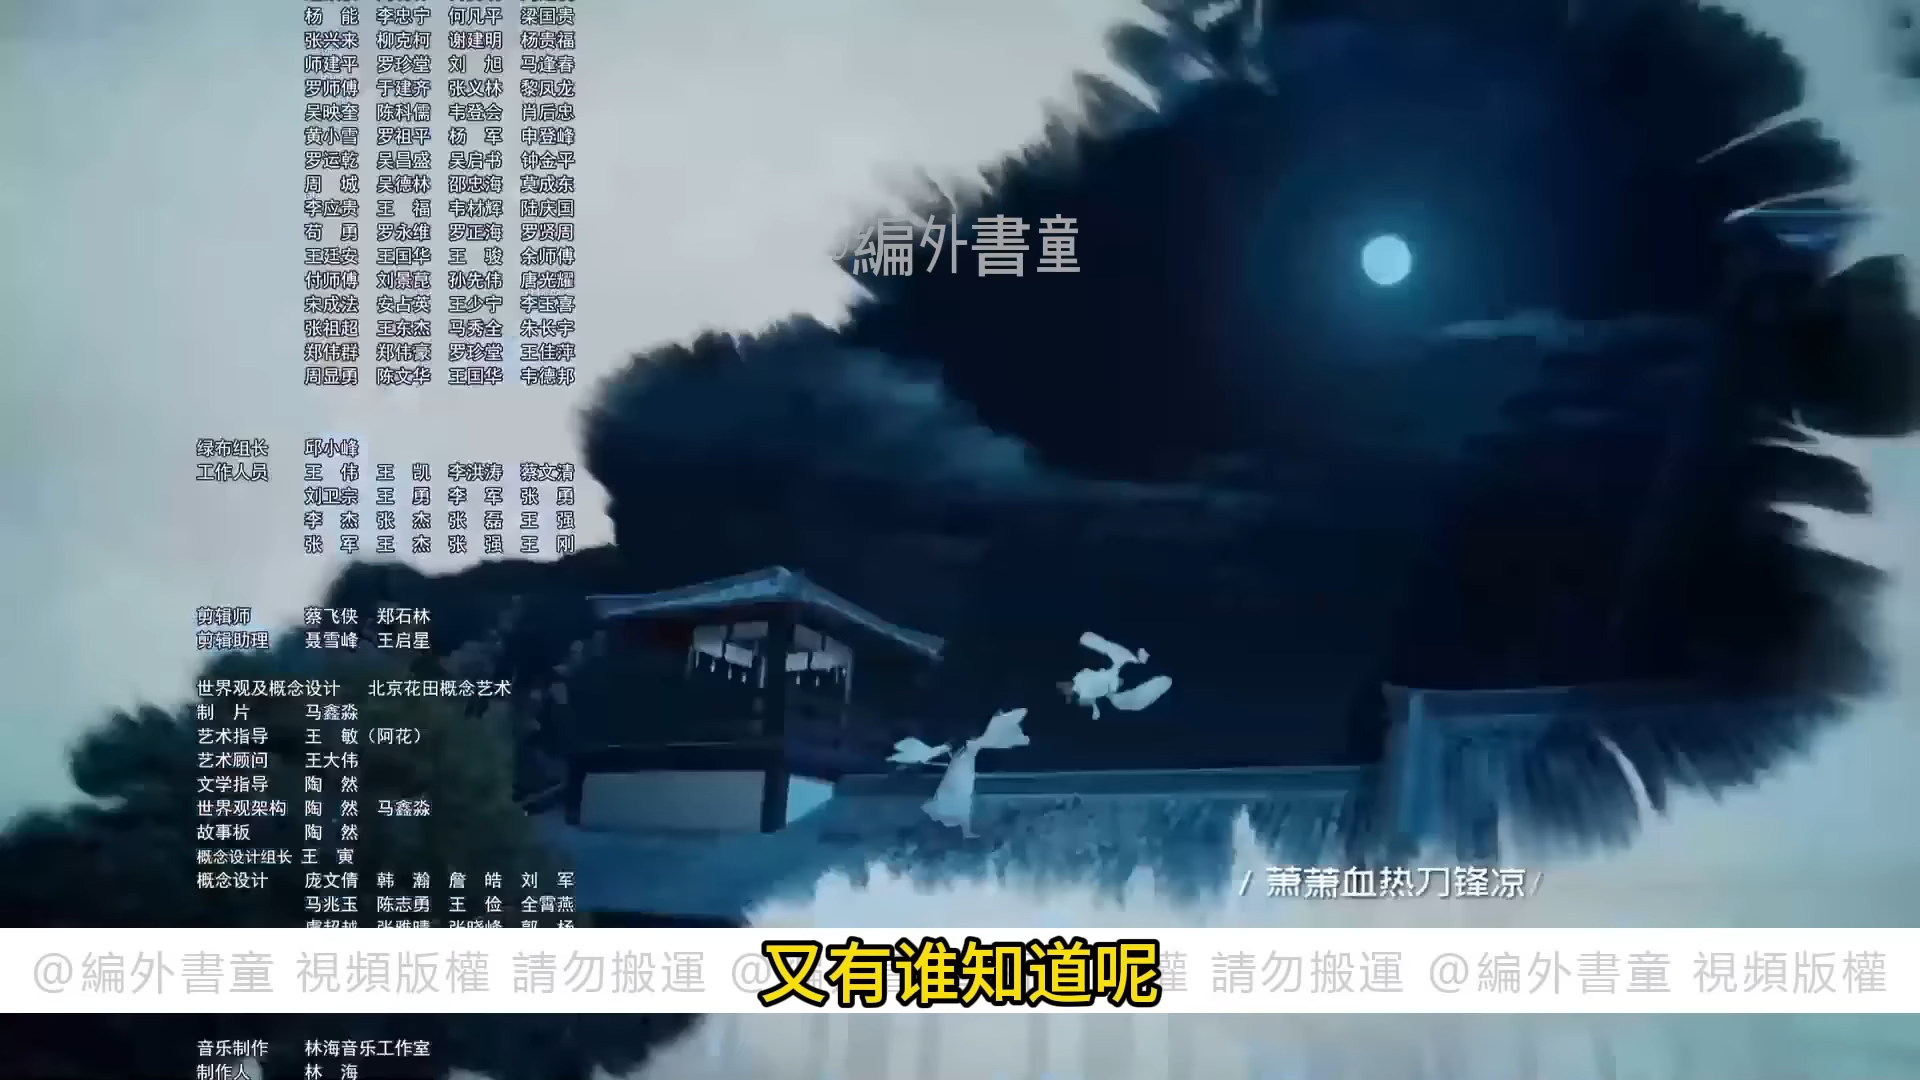 杨　能　李忠宁　何凡平　梁国贵
张兴来　柳克柯　谢建明　杨贵福
师建平　罗珍堂　刘　旭　马逢春
罗师傅　于建齐　张义林　黎凤龙
吴映奎　陈科儒　韦登会　肖后忠
黄小雪　罗祖平　杨　军　申登峰
罗运乾　吴昌盛　吴启书　钟金平
周　城　吴德林　邵忠海　莫成东
李应贵　王　福　韦材辉　陆庆国
苟　勇　罗永维　罗正海　罗贤周
王廷安　王国华　王　骏　余师傅
付师傅　刘景苠　孙先伟　唐光耀
宋成法　安占英　王少宁　李玉喜
张祖超　王东杰　马秀全　朱长宇
郑伟群　郑伟豪　罗珍堂　王佳萍
周显勇　陈文华　王国华　韦德邦
编外書童
绿布组长　邱小峰
工作人员　王　伟　王　凯　李洪涛　蔡文清
刘卫宗　王　勇　李　军　张　勇
李　杰　张　杰　张　磊　王　强
张　军　王　杰　张　强　王　刚
剪辑师　蔡飞侠　郑石林
剪辑助理　聂雪峰　王启星
世界观及概念设计　北京花田概念艺术
制　片　马鑫淼
艺术指导　王　敏（阿花）
艺术顾问　王大伟
文学指导　陶　然
世界观架构　陶　然　马鑫淼
故事板　陶　然
概念设计组长　王　寅
概念设计　庞文倩　韩　瀚　詹　皓　刘　军
马兆玉　陈志勇　王　俭　全霄燕
/ 萧萧血热刀锋凉 /
@編外書童 視頻版權 請勿搬運 @編 權 請勿搬運 @編外書童 視頻版權
又有谁知道呢
音乐制作　林海音乐工作室
制作人　林　海